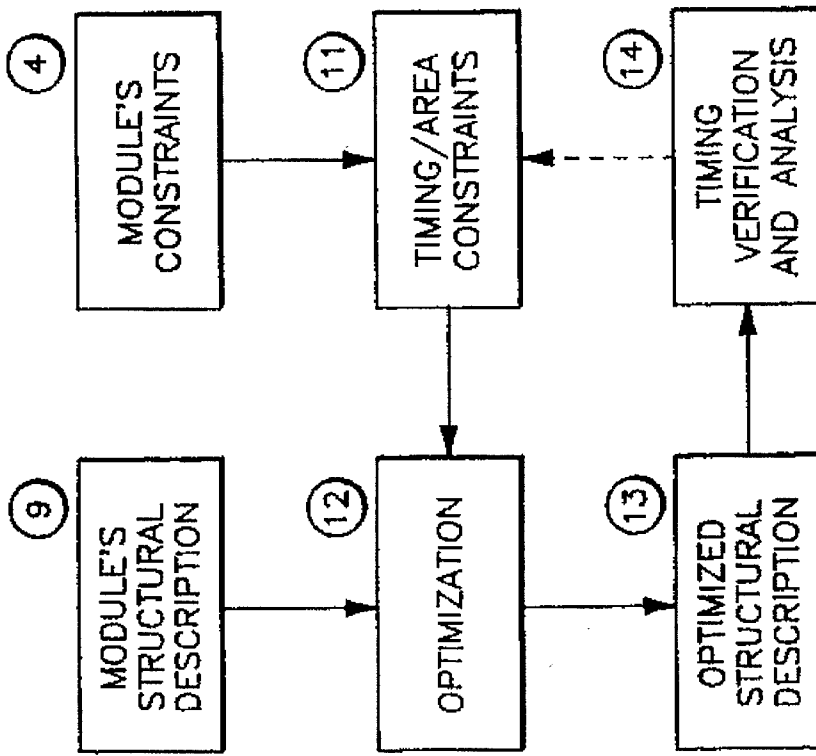 9
MODULE'S
STRUCTURAL
DESCRIPTION
4
MODULE'S
CONSTRAINTS
12
OPTIMIZATION
11
TIMING/AREA
CONSTRAINTS
13
OPTIMIZED
STRUCTURAL
DESCRIPTION
14
TIMING
VERIFICATION
AND ANALYSIS